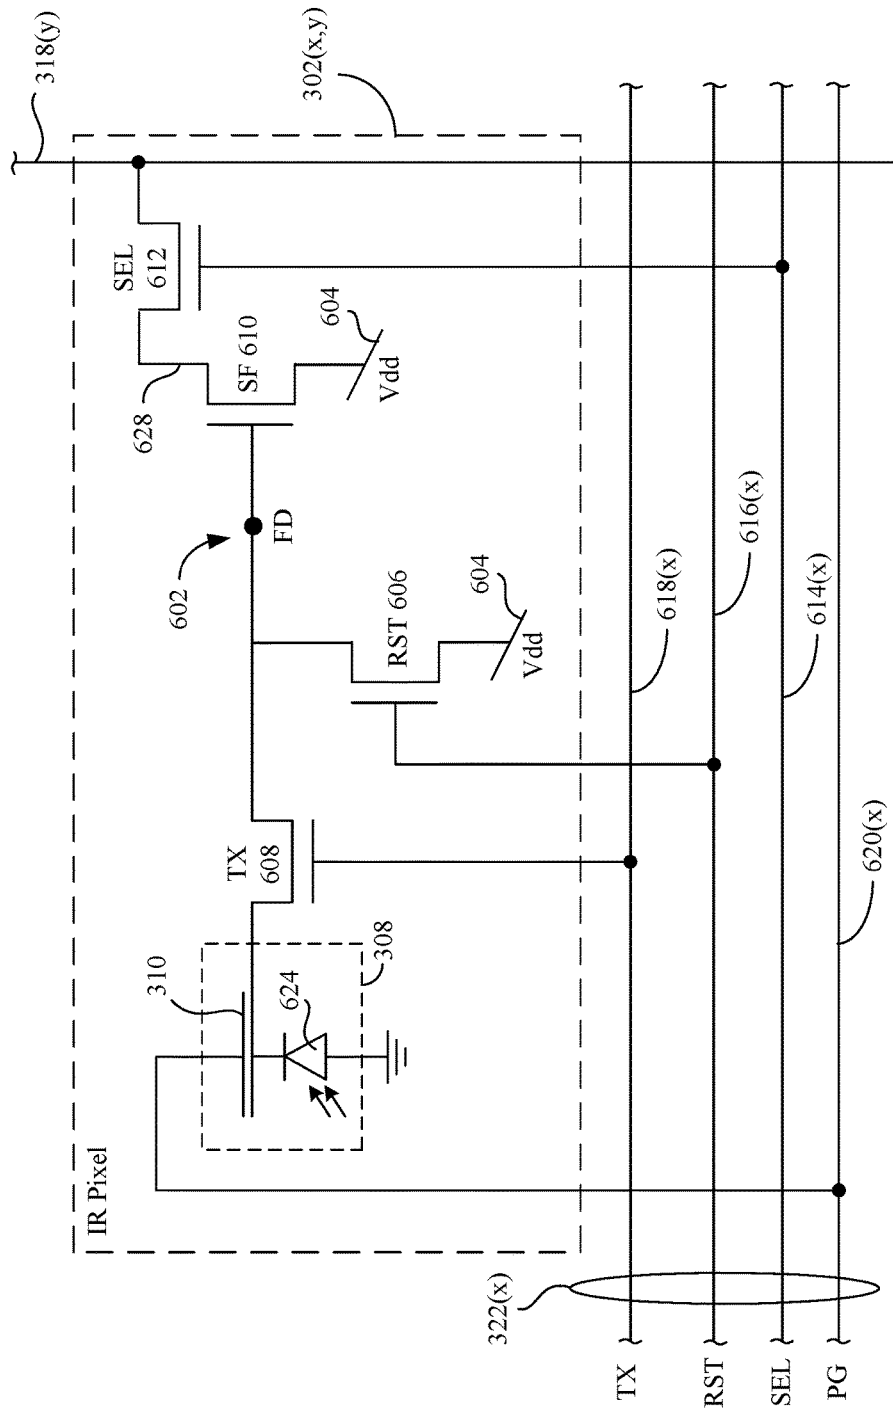 318(y)
302(x,y)
IR Pixel
310
308
624
TX
608
602
FD
RST 606
604
Vdd
628
SF 610
604
Vdd
SEL
612
322(x)
TX
RST
SEL
PG
618(x)
616(x)
614(x)
620(x)